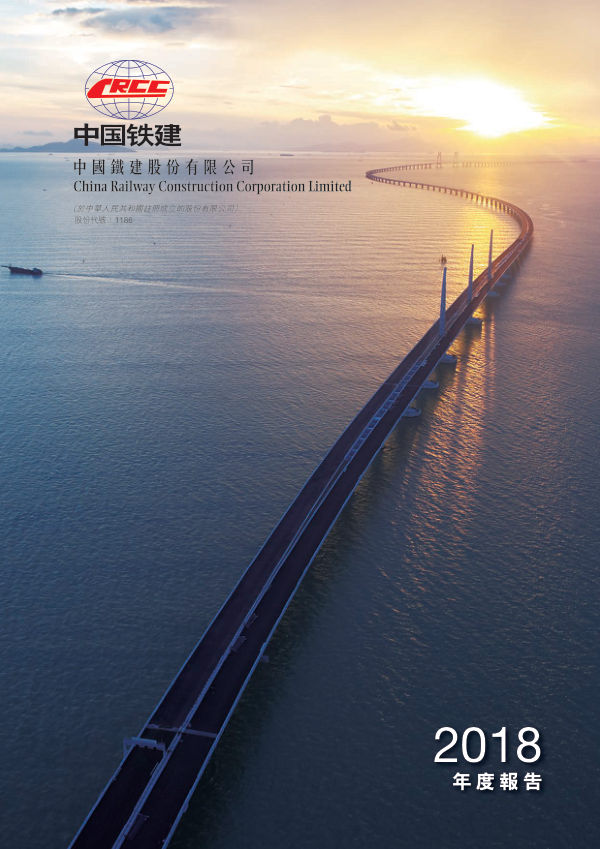 CRCC
中国铁建
中國鐵建股份有限公司
China Railway Construction Corporation Limited
(於中華人民共和國註冊成立的股份有限公司)
股份代號：1186
2018
年度報告